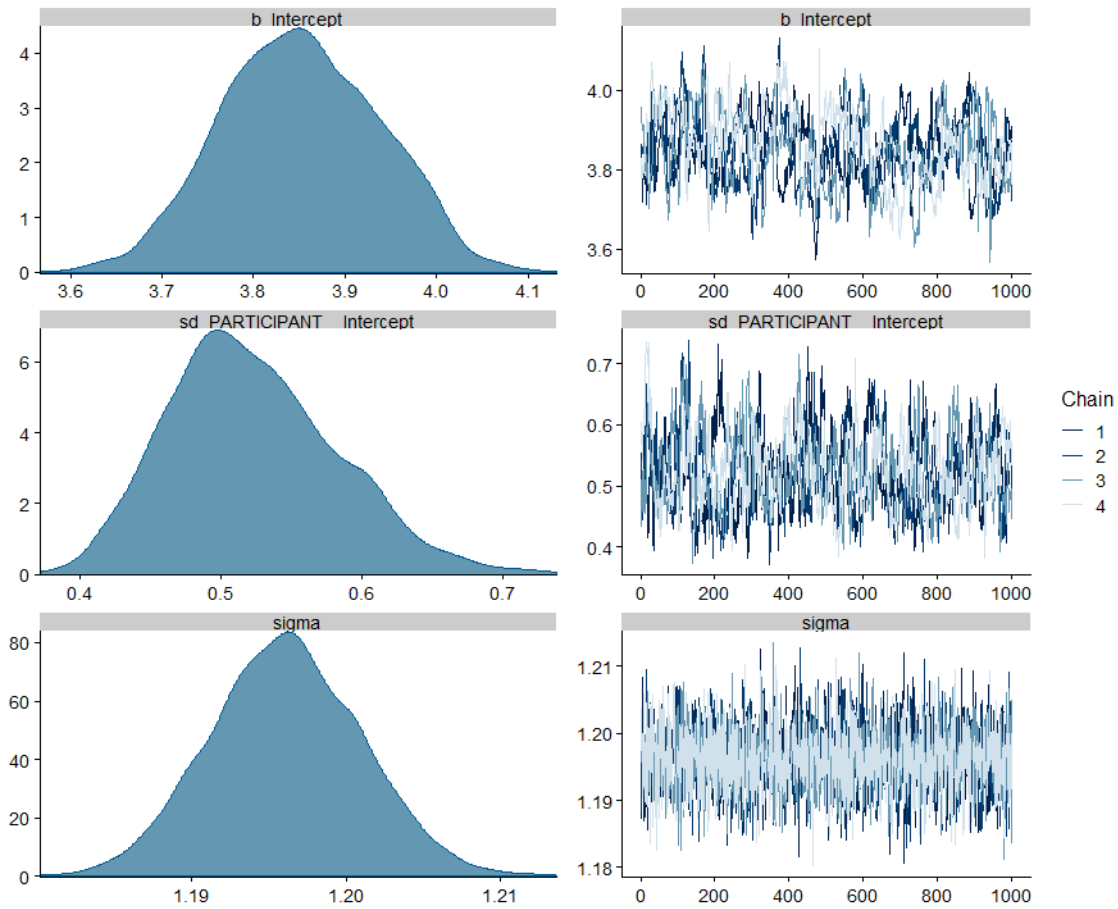 b_Intercept
b_Intercept
4
3
2
1
0
3.6 3.7 3.8 3.9 4.0 4.1
4.0
3.8
3.6
0 200 400 600 800 1000
sd_PARTICIPANT__Intercept
sd_PARTICIPANT__Intercept
6
4
2
0
0.4 0.5 0.6 0.7
0.7
0.6
0.5
0.4
0 200 400 600 800 1000
Chain
1
2
3
4
sigma
sigma
80
60
40
20
0
1.19 1.20 1.21
1.21
1.20
1.19
1.18
0 200 400 600 800 1000